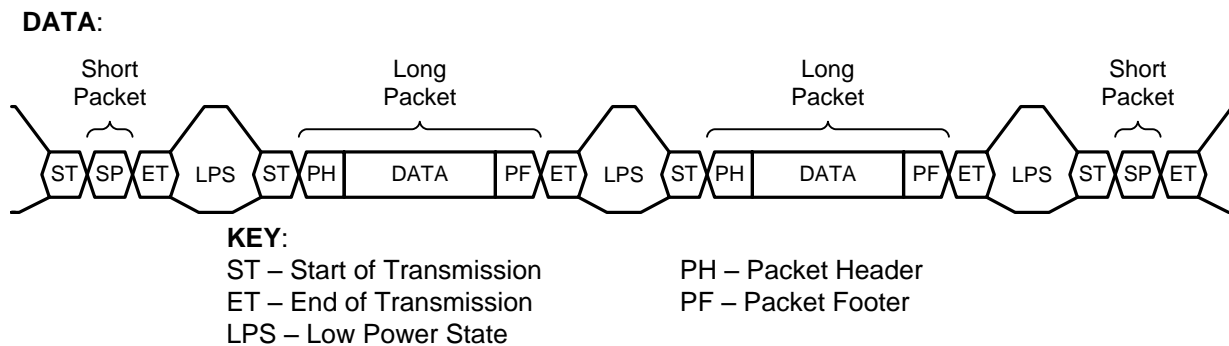 DATA:
Short Packet
Long Packet
Long Packet
Short Packet
ST SP ET LPS ST PH DATA PF ET LPS ST PH DATA PF ET LPS ST SP ET
KEY:
ST – Start of Transmission
PH – Packet Header
ET – End of Transmission
PF – Packet Footer
LPS – Low Power State